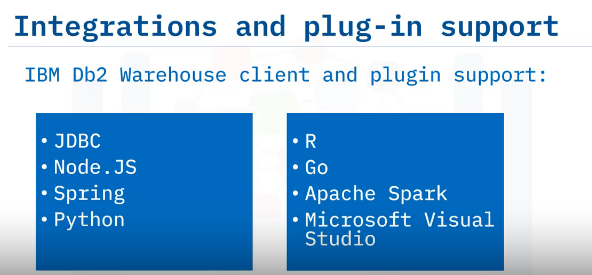 Integrations and plug-in support
IBM Db2 Warehouse client and plugin support:
• JDBC
• Node.JS
• Spring
• Python
• R
• Go
• Apache Spark
• Microsoft Visual
Studio